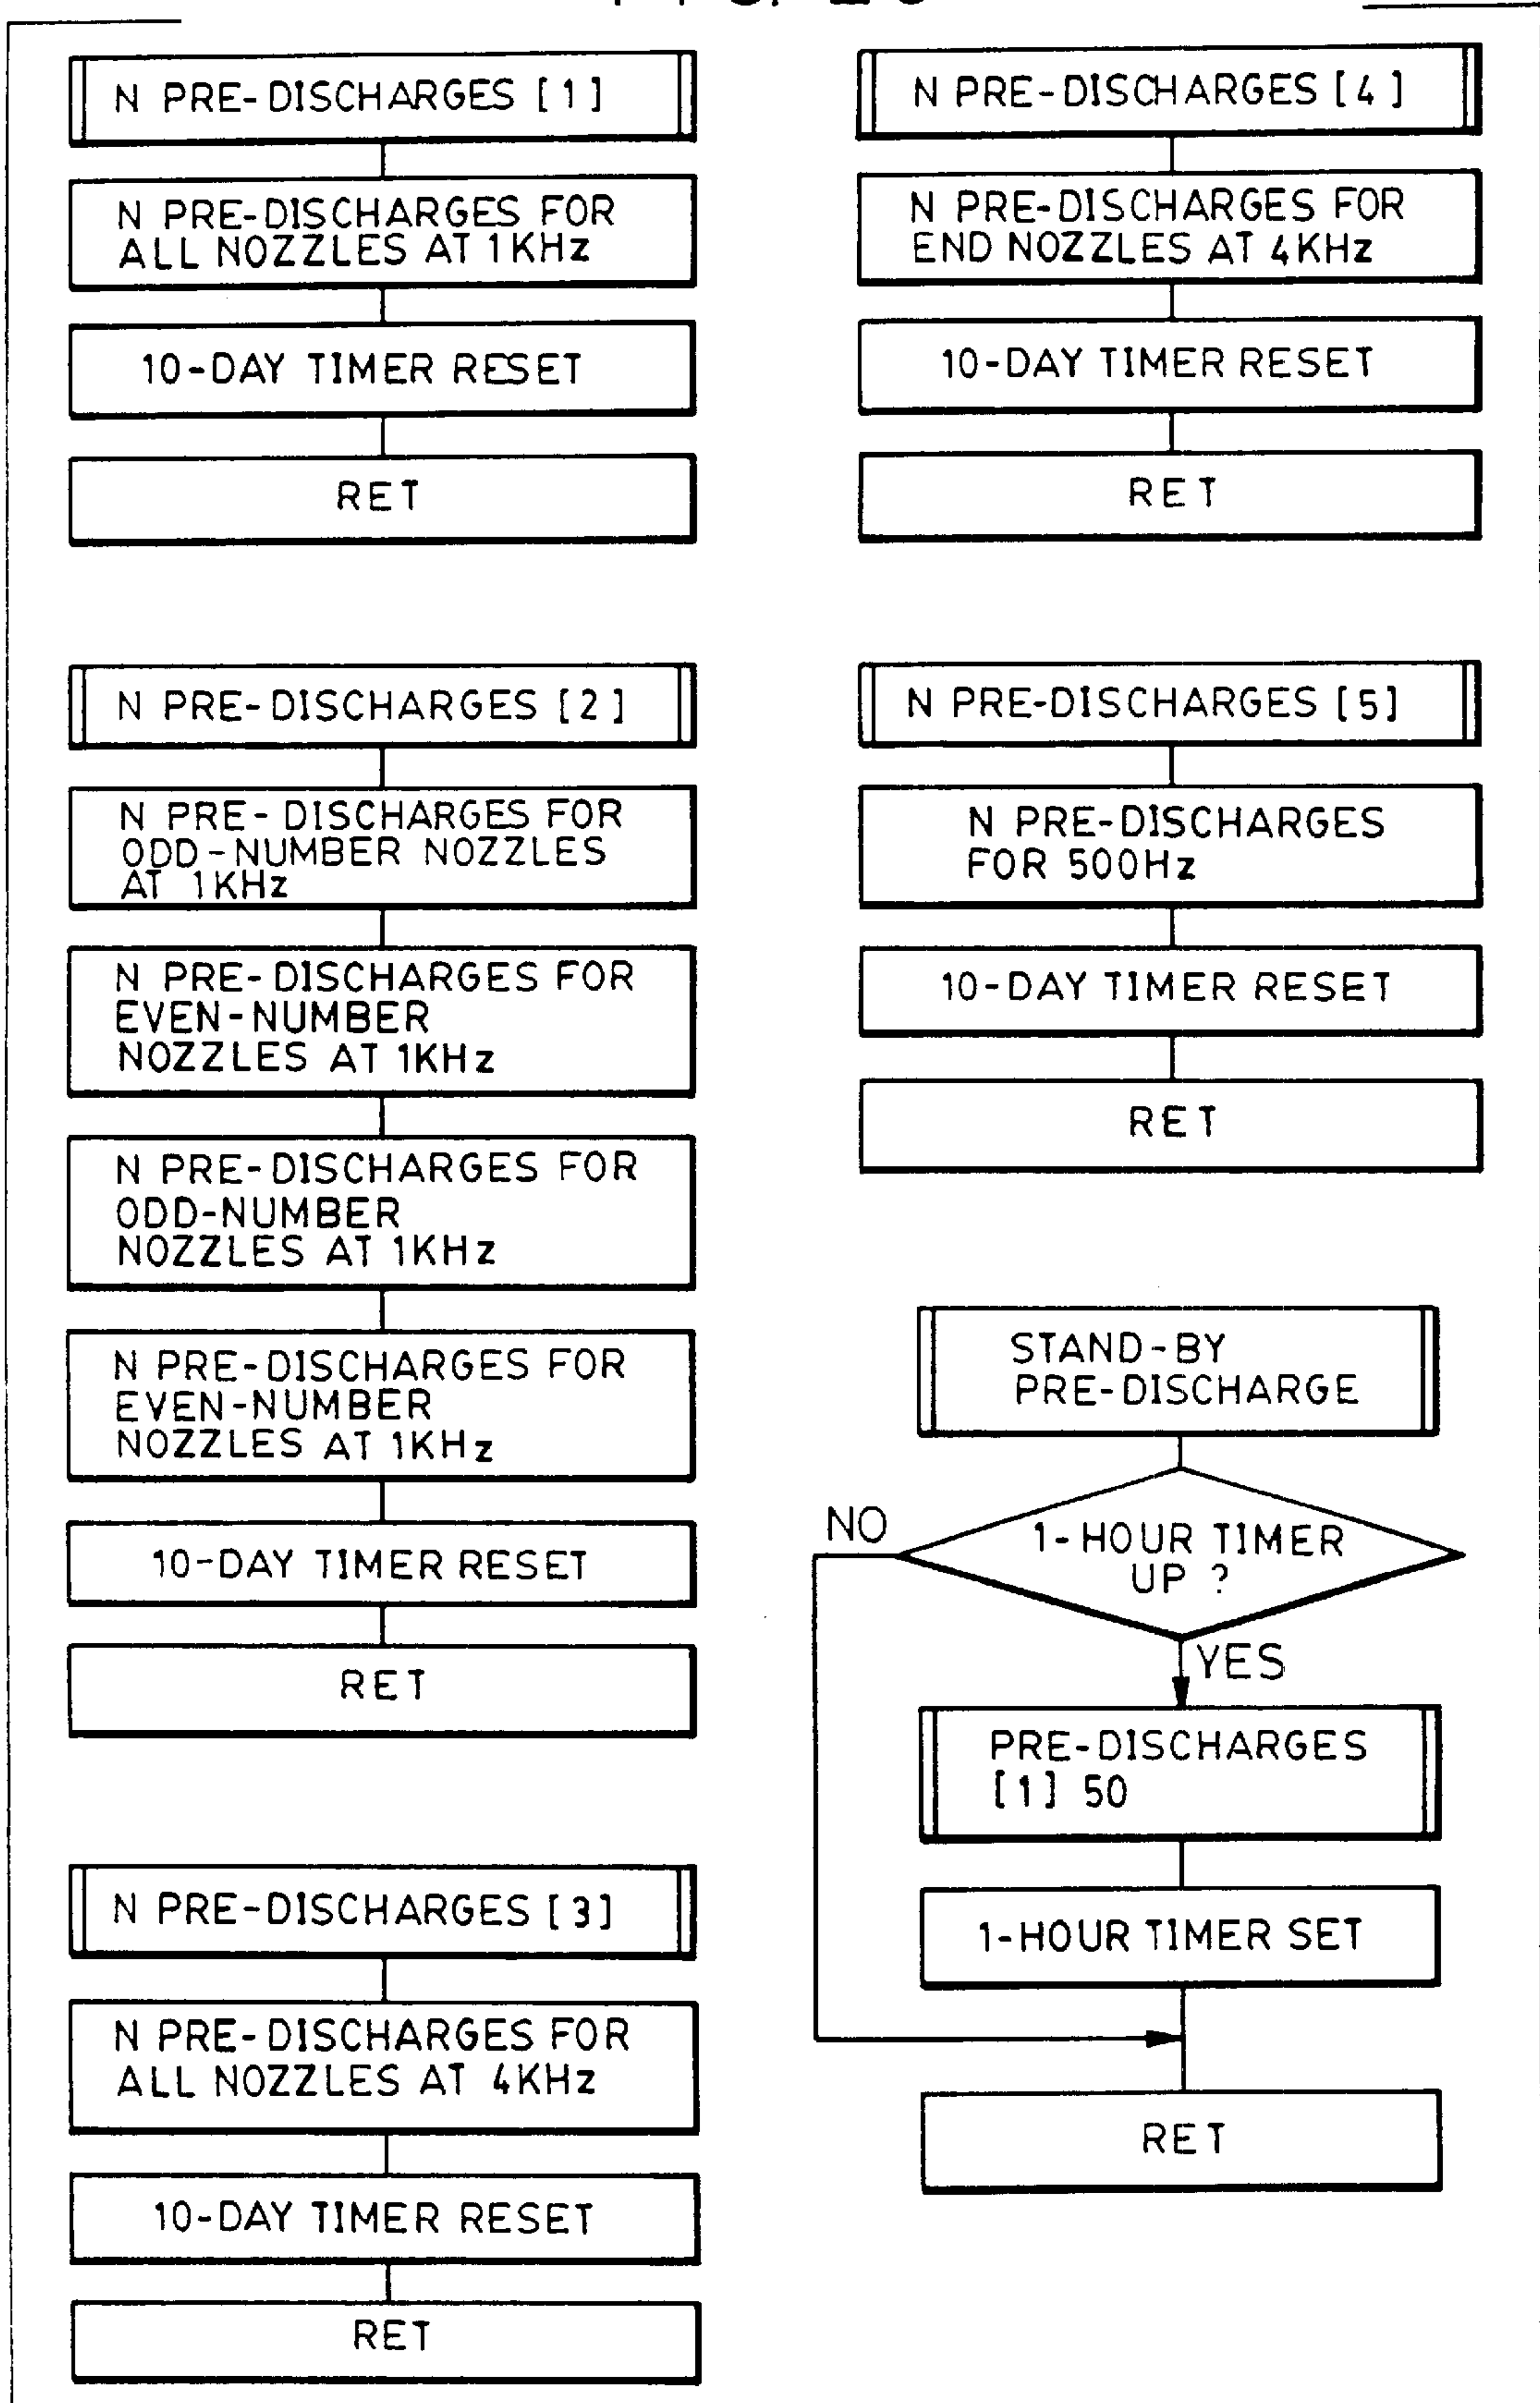 N PRE-DISCHARGES [1]
N PRE-DISCHARGES FOR
ALL NOZZLES AT 1KHz
10-DAY TIMER RESET
RET
N PRE-DISCHARGES [2]
N PRE-DISCHARGES FOR
ODD-NUMBER NOZZLES
AT 1KHz
N PRE-DISCHARGES FOR
EVEN-NUMBER
NOZZLES AT 1KHz
N PRE-DISCHARGES FOR
ODD-NUMBER
NOZZLES AT 1KHz
N PRE-DISCHARGES FOR
EVEN-NUMBER
NOZZLES AT 1KHz
10-DAY TIMER RESET
RET
N PRE-DISCHARGES [3]
N PRE-DISCHARGES FOR
ALL NOZZLES AT 4KHz
10-DAY TIMER RESET
RET
N PRE-DISCHARGES [4]
N PRE-DISCHARGES FOR
END NOZZLES AT 4KHz
10-DAY TIMER RESET
RET
N PRE-DISCHARGES [5]
N PRE-DISCHARGES
FOR 500Hz
10-DAY TIMER RESET
RET
STAND-BY
PRE-DISCHARGE
1-HOUR TIMER
UP ?
NO
YES
PRE-DISCHARGES
[1] 50
1-HOUR TIMER SET
RET